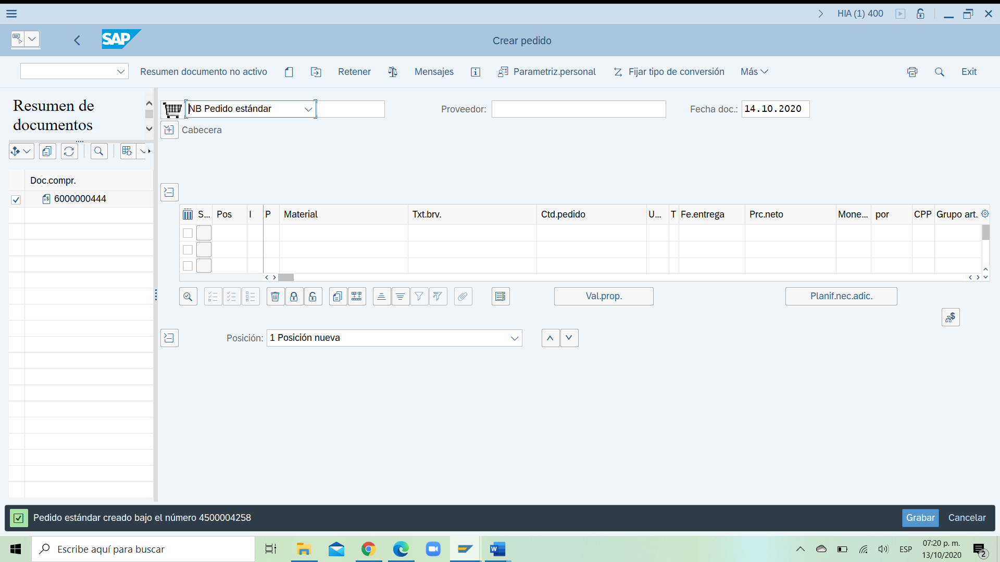 HIA (1) 400
SAP
Crear pedido
Resumen documento no activo
Retener
Mensajes
Parametriz.personal
Fijar tipo de conversión
Más
Exit
Resumen de
documentos
NB Pedido estándar
Proveedor:
Fecha doc.:
14.10.2020
Cabecera
Doc.compr.
6000000444
S... Pos I P Material Txt.brv. Ctd.pedido U... T Fe.entrega Prc.neto Mone... por CPP Grupo art.
Val.prop.
Planif.nec.adic.
Posición:
1 Posición nueva
Pedido estándar creado bajo el número 4500004258
Grabar
Cancelar
Escribe aquí para buscar
ESP
07:20 p. m.
13/10/2020
2